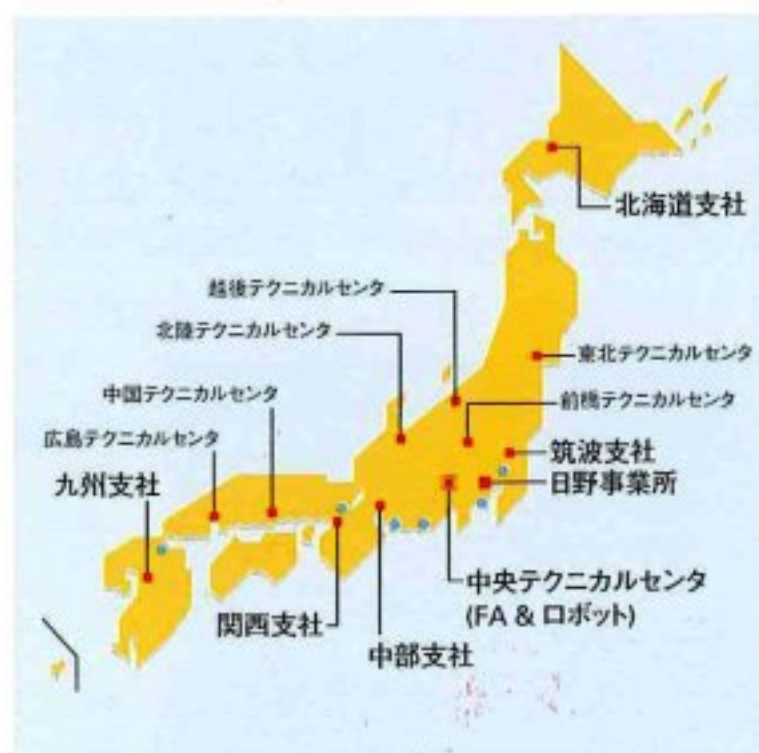 北海道支社
越後テクニカルセンタ
北陸テクニカルセンタ
東北テクニカルセンタ
中国テクニカルセンタ
前橋テクニカルセンタ
広島テクニカルセンタ
筑波支社
九州支社
日野事業所
中央テクニカルセンタ
(FA & ロボット)
関西支社
中部支社